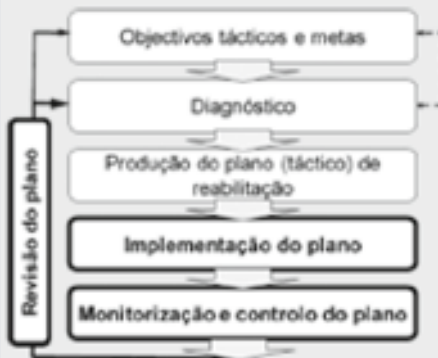 Objectivos tácticos e metas
Diagnóstico
Produção do plano (táctico) de
reabilitação
Implementação do plano
Monitorização e controlo do plano
Revisão do plano